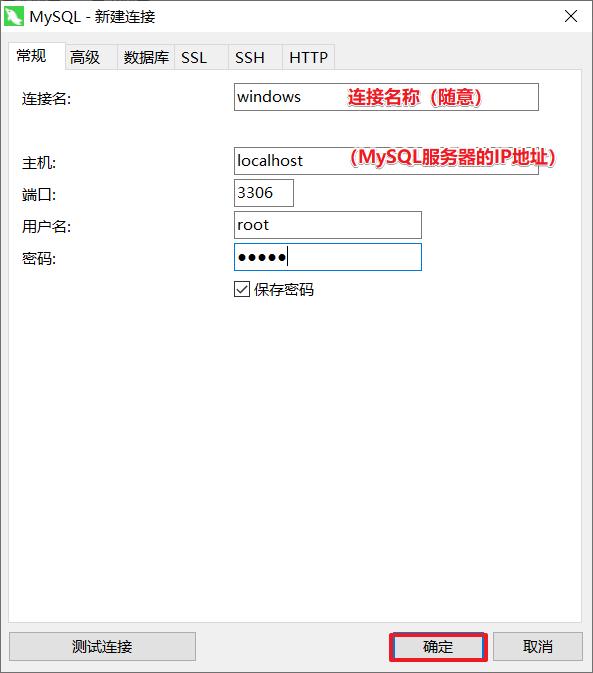 MySQL - 新建连接
常规 高级 数据库 SSL SSH HTTP
连接名: windows 连接名称（随意）
主机: localhost （MySQL服务器的IP地址）
端口: 3306
用户名: root
密码: ●●●●●
保存密码
测试连接 确定 取消